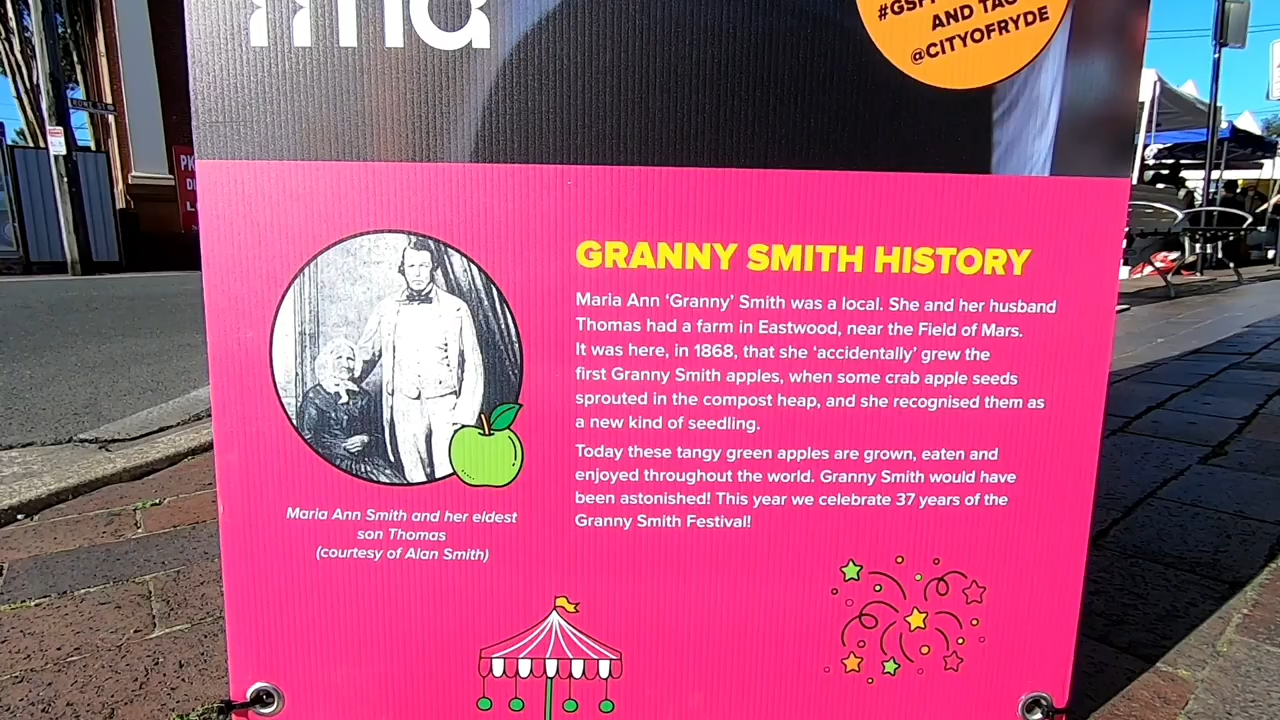 AND TAG
@CITYOFRYDE
ROWE ST
GRANNY SMITH HISTORY
Maria Ann ‘Granny’ Smith was a local. She and her husband
Thomas had a farm in Eastwood, near the Field of Mars.
It was here, in 1868, that she ‘accidentally’ grew the
first Granny Smith apples, when some crab apple seeds
sprouted in the compost heap, and she recognised them as
a new kind of seedling.
Today these tangy green apples are grown, eaten and
enjoyed throughout the world. Granny Smith would have
been astonished! This year we celebrate 37 years of the
Granny Smith Festival!
Maria Ann Smith and her eldest
son Thomas
(courtesy of Alan Smith)